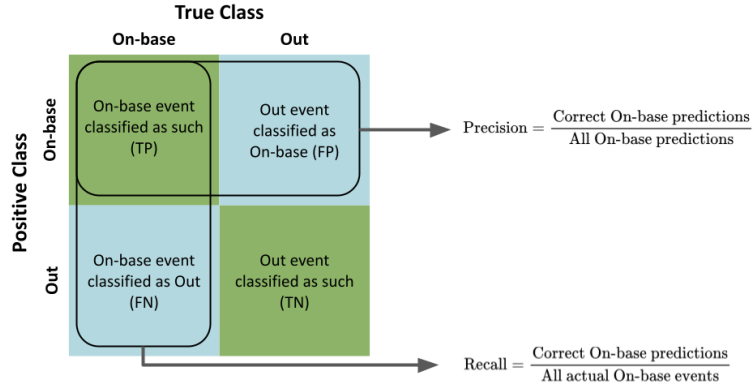 True Class
On-base
Out
Positive Class
On-base
On-base event
classified as such
(TP)
Out event
classified as
On-base (FP)
Precision = Correct On-base predictions
All On-base predictions
Out
On-base event
classified as Out
(FN)
Out event
classified as such
(TN)
Recall = Correct On-base predictions
All actual On-base events